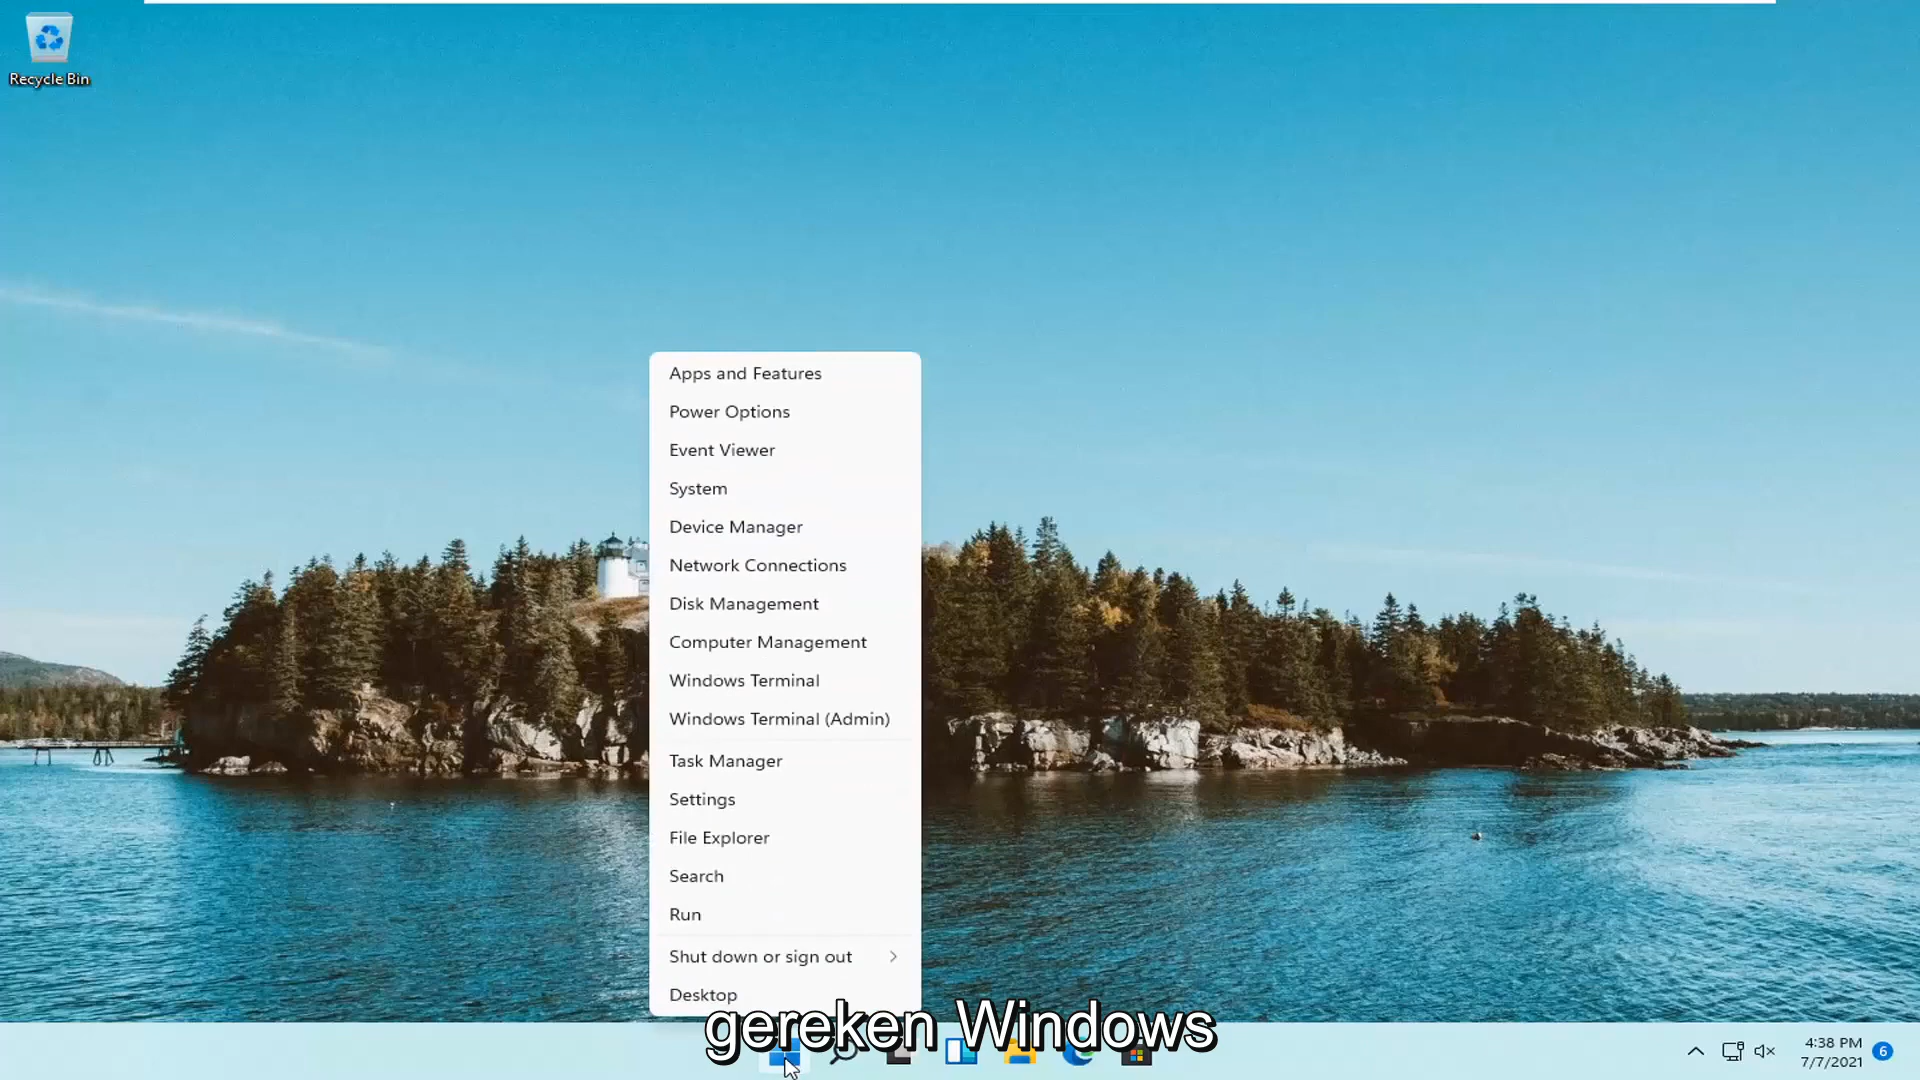 Recycle Bin
Apps and Features
Power Options
Event Viewer
System
Device Manager
Network Connections
Disk Management
Computer Management
Windows Terminal
Windows Terminal (Admin)
Task Manager
Settings
File Explorer
Search
Run
Shut down or sign out
Desktop
gereken Windows
4:38 PM
7/7/2021
6